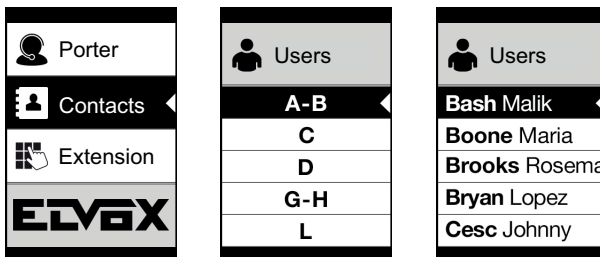 Porter
Contacts
Extension
ELVOX
Users
A-B
C
D
G-H
L
Users
Bash Malik
Boone Maria
Brooks Rosema
Bryan Lopez
Cesc Johnny